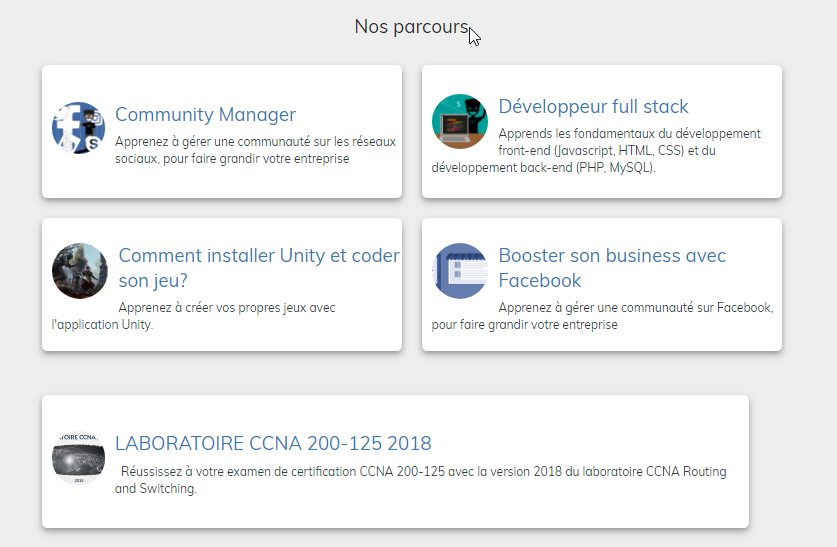 Nos parcours
Community Manager
Apprenez à gérer une communauté sur les réseaux
sociaux, pour faire grandir votre entreprise
Développeur full stack
Apprends les fondamentaux du développement
front-end (Javascript, HTML, CSS) et du
développement back-end (PHP, MySQL).
Comment installer Unity et coder
son jeu?
Apprenez à créer vos propres jeux avec
l'application Unity.
Booster son business avec
Facebook
Apprenez à gérer une communauté sur Facebook,
pour faire grandir votre entreprise
LABORATOIRE CCNA 200-125 2018
Réussissez à votre examen de certification CCNA 200-125 avec la version 2018 du laboratoire CCNA Routing
and Switching.